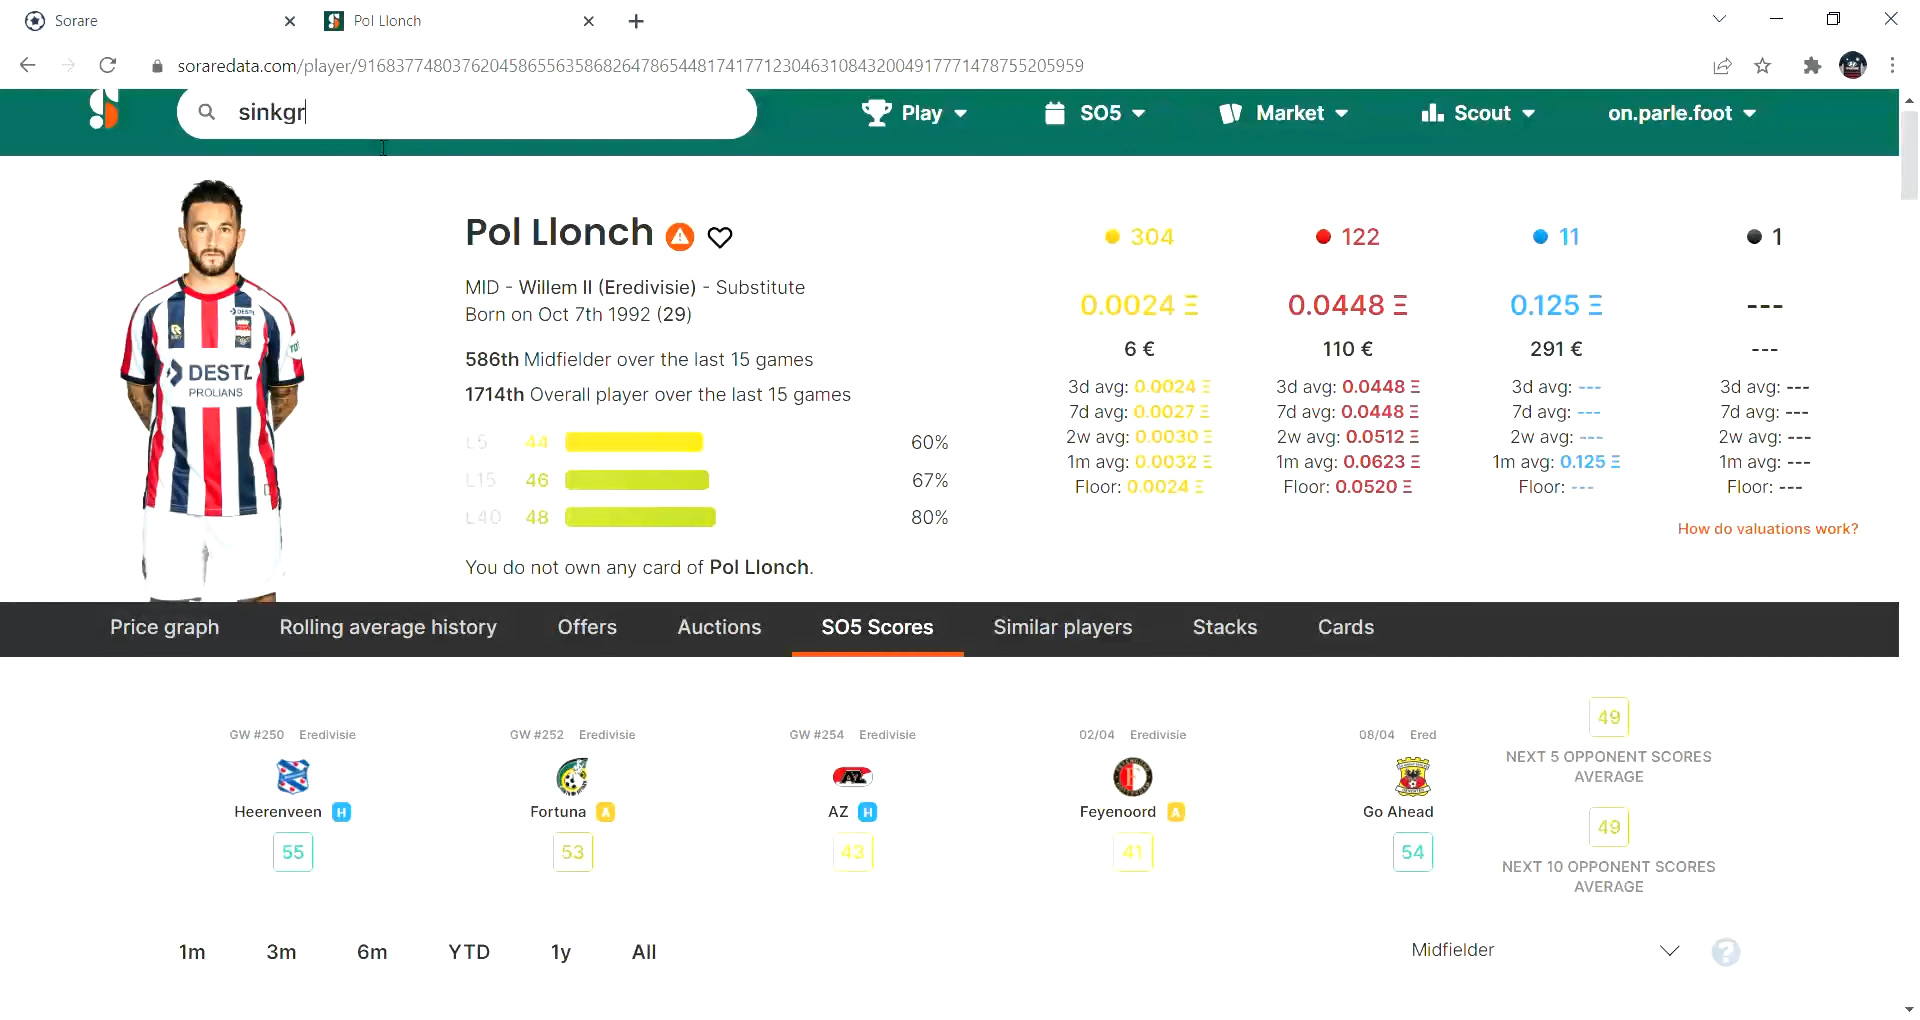 Sorare
Pol Llonch
soraredata.com/player/91683774803762045865563586826478654481741771230463108432004917771478755205959
sinkgr
Play
SO5
Market
Scout
on.parle.foot
Pol Llonch
MID - Willem II (Eredivisie) - Substitute
Born on Oct 7th 1992 (29)
586th Midfielder over the last 15 games
1714th Overall player over the last 15 games
L5 44 60%
L15 46 67%
L40 48 80%
You do not own any card of Pol Llonch.
304 122 11 1
0.0024 Ξ 0.0448 Ξ 0.125 Ξ ---
6 € 110 € 291 € ---
3d avg: 0.0024 Ξ 3d avg: 0.0448 Ξ 3d avg: --- 3d avg: ---
7d avg: 0.0027 Ξ 7d avg: 0.0448 Ξ 7d avg: --- 7d avg: ---
2w avg: 0.0030 Ξ 2w avg: 0.0512 Ξ 2w avg: --- 2w avg: ---
1m avg: 0.0032 Ξ 1m avg: 0.0623 Ξ 1m avg: 0.125 Ξ 1m avg: ---
Floor: 0.0024 Ξ Floor: 0.0520 Ξ Floor: --- Floor: ---
How do valuations work?
DESTL
PROLIANS
Price graph Rolling average history Offers Auctions SO5 Scores Similar players Stacks Cards
GW #250 Eredivisie GW #252 Eredivisie GW #254 Eredivisie 02/04 Eredivisie 08/04 Ered
AZ
Heerenveen H Fortuna A AZ H Feyenoord A Go Ahead
55 53 43 41 54
49
NEXT 5 OPPONENT SCORES
AVERAGE
49
NEXT 10 OPPONENT SCORES
AVERAGE
1m 3m 6m YTD 1y All
Midfielder
?